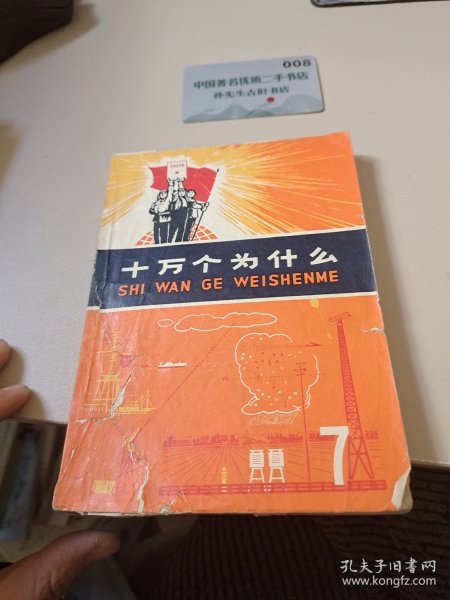 008
中国著名优质二手书店
孙先生古旧书店
十万个为什么
SHI WAN GE WEISHENME
7
孔夫子旧书网
www.kongfz.com